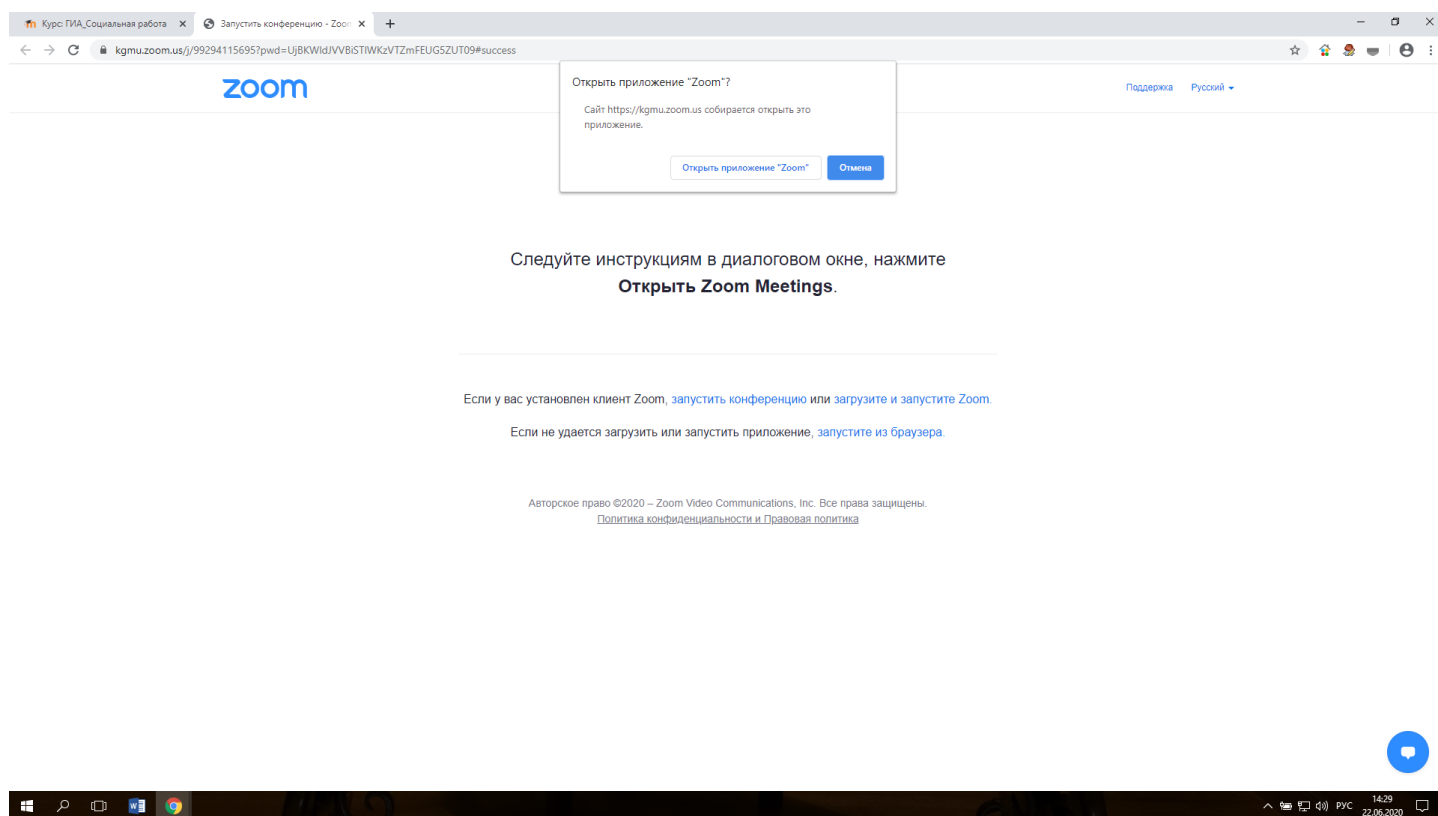 Курс: ГИА_Социальная работа
Запустить конференцию - Zoom
kgmu.zoom.us/j/99294115695?pwd=UjBKWldJVVBiSTlWKzVTZmFEUG5ZUT09#success
zoom
Поддержка Русский
Открыть приложение "Zoom"?
Сайт https://kgmu.zoom.us собирается открыть это
приложение.
Открыть приложение "Zoom" Отмена
Следуйте инструкциям в диалоговом окне, нажмите
Открыть Zoom Meetings.
Если у вас установлен клиент Zoom, запустить конференцию или загрузите и запустите Zoom.
Если не удается загрузить или запустить приложение, запустите из браузера.
Авторское право ©2020 – Zoom Video Communications, Inc. Все права защищены.
Политика конфиденциальности и Правовая политика
РУС
14:29
22.06.2020